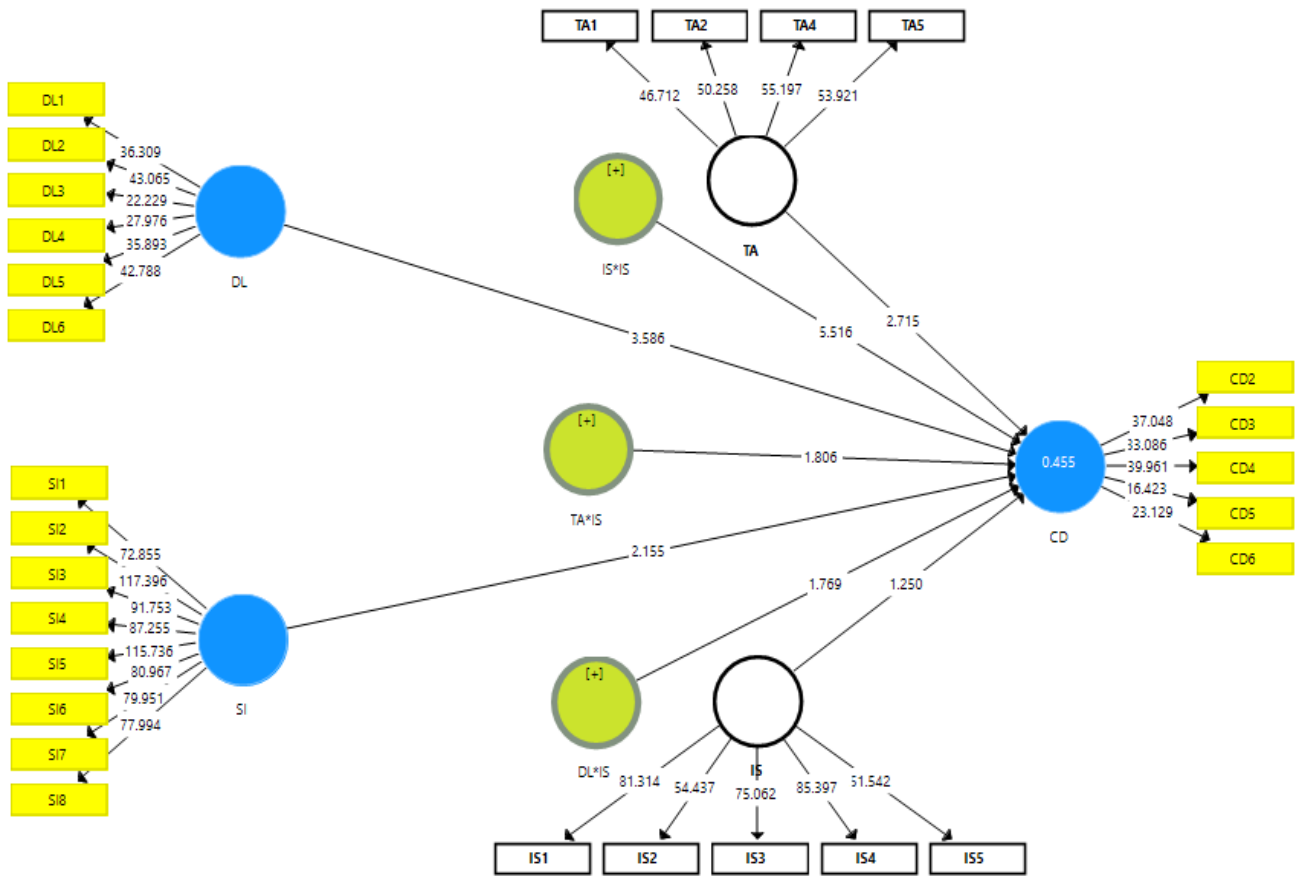 TA1 TA2 TA4 TA5
46.712 50.258 55.197 53.921
DL1
DL2
DL3
DL4
DL5
DL6
36.309
43.065
22.229
27.976
35.893
42.788
DL
[+]
IS*IS
TA
3.586
5.516
2.715
[+]
TA*IS
1.806
2.155
1.769
1.250
0.455
CD
37.048
33.086
39.961
16.423
23.129
CD2
CD3
CD4
CD5
CD6
SI1
SI2
SI3
SI4
SI5
SI6
SI7
SI8
72.855
117.396
91.753
87.255
115.736
80.967
79.951
77.994
SI
[+]
DL*IS
IS
81.314 54.437 75.062 85.397 51.542
IS1 IS2 IS3 IS4 IS5